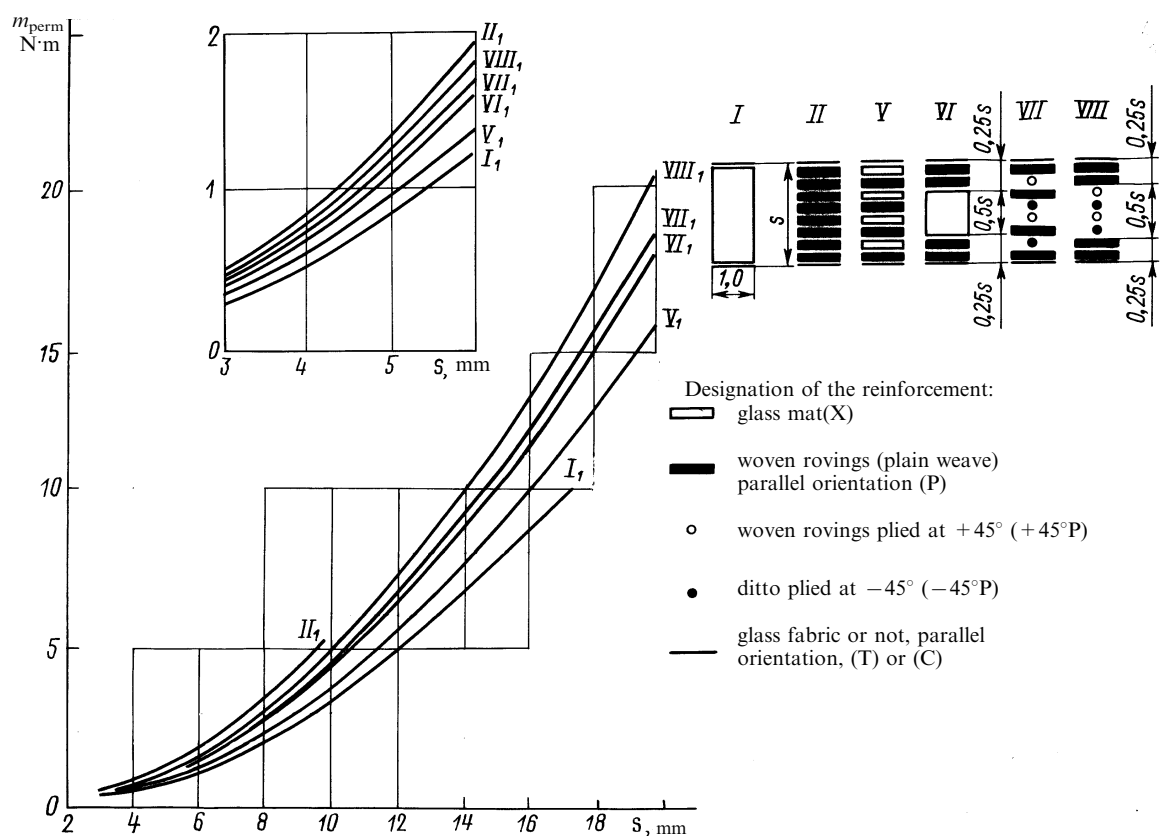 m_perm
N·m
20
15
10
5
0
2 4 6 8 10 12 14 16 18 s, mm
VIII₁
VII₁
VI₁
V₁
I₁
II₁
2
1
0
3 4 5 s, mm
II₁
VIII₁
VII₁
VI₁
V₁
I₁
I II V VI VII VIII
s
1,0
0,25s
0,5s
0,25s
0,25s
0,5s
0,25s
Designation of the reinforcement:
glass mat(X)
woven rovings (plain weave)
parallel orientation (P)
woven rovings plied at +45° (+45°P)
ditto plied at −45° (−45°P)
glass fabric or not, parallel
orientation, (T) or (C)